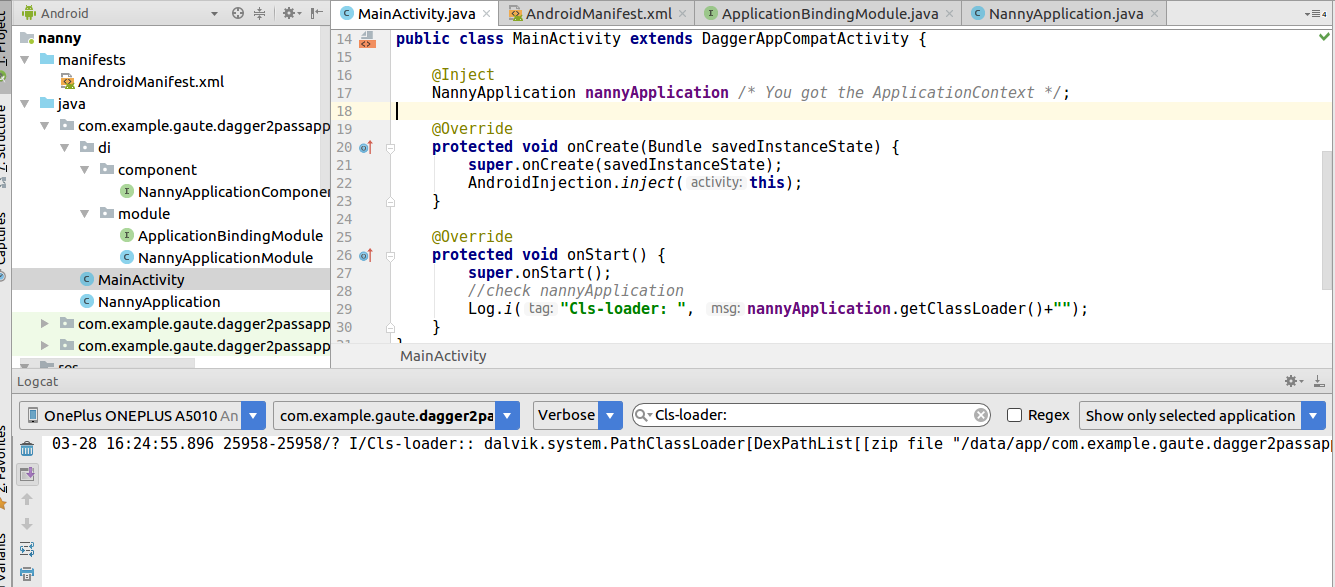 Android
MainActivity.java
AndroidManifest.xml
ApplicationBindingModule.java
NannyApplication.java
4
1: Project
7: Structure
Captures
2: Favorites
Variants
nanny
manifests
AndroidManifest.xml
java
com.example.gaute.dagger2passapp
di
component
NannyApplicationComponen
module
ApplicationBindingModule
NannyApplicationModule
MainActivity
NannyApplication
com.example.gaute.dagger2passapp
com.example.gaute.dagger2passapp
res
14 public class MainActivity extends DaggerAppCompatActivity {
15
16 @Inject
17 NannyApplication nannyApplication /* You got the ApplicationContext */;
18
19 @Override
20 protected void onCreate(Bundle savedInstanceState) {
21 super.onCreate(savedInstanceState);
22 AndroidInjection.inject( activity: this);
23 }
24
25 @Override
26 protected void onStart() {
27 super.onStart();
28 //check nannyApplication
29 Log.i( tag: "Cls-loader: ", msg: nannyApplication.getClassLoader()+"");
30 }
31 }
MainActivity
Logcat
OnePlus ONEPLUS A5010 An
com.example.gaute.dagger2pa
Verbose
Cls-loader:
Regex
Show only selected application
03-28 16:24:55.896 25958-25958/? I/Cls-loader:: dalvik.system.PathClassLoader[DexPathList[[zip file "/data/app/com.example.gaute.dagger2passapp